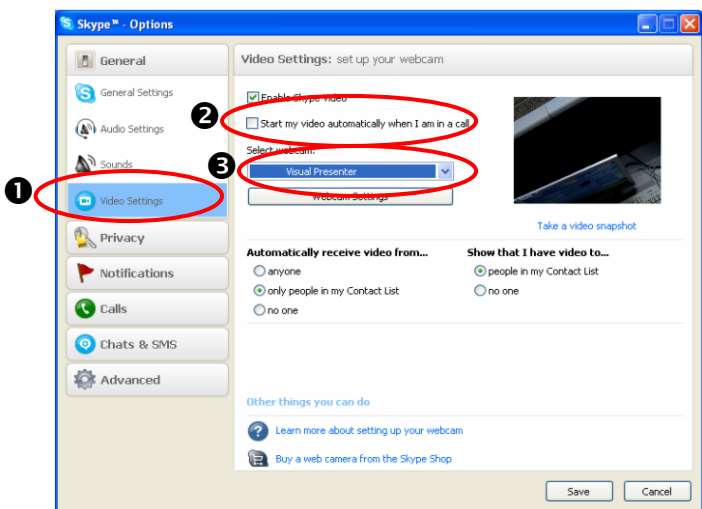 Skype™ - Options
General
General Settings
Audio Settings
Sounds
Video Settings
Privacy
Notifications
Calls
Chats & SMS
Advanced
Video Settings: set up your webcam
Enable Skype video
❷
Start my video automatically when I am in a call
Select webcam:
❸
Visual Presenter
❶
Webcam Settings
Take a video snapshot
Automatically receive video from...
anyone
only people in my Contact List
no one
Show that I have video to...
people in my Contact List
no one
Other things you can do
Learn more about setting up your webcam
Buy a web camera from the Skype Shop
Save
Cancel